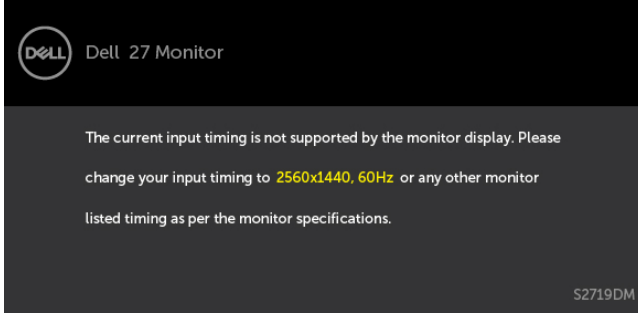 DELL
Dell 27 Monitor
The current input timing is not supported by the monitor display. Please
change your input timing to 2560x1440, 60Hz or any other monitor
listed timing as per the monitor specifications.
S2719DM